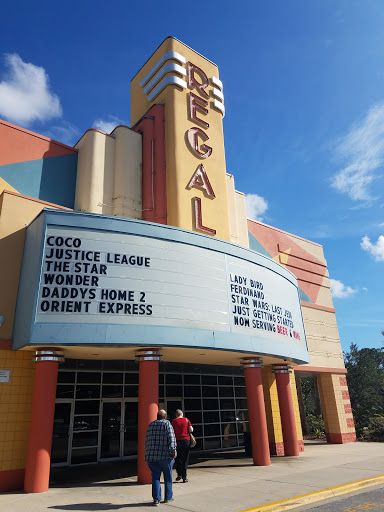 REGAL
COCO
JUSTICE LEAGUE
THE STAR
WONDER
DADDYS HOME 2
ORIENT EXPRESS
LADY BIRD
FERDINAND
STAR WARS: LAST JEDI
JUST GETTING STARTED
NOW SERVING BEER & WINE